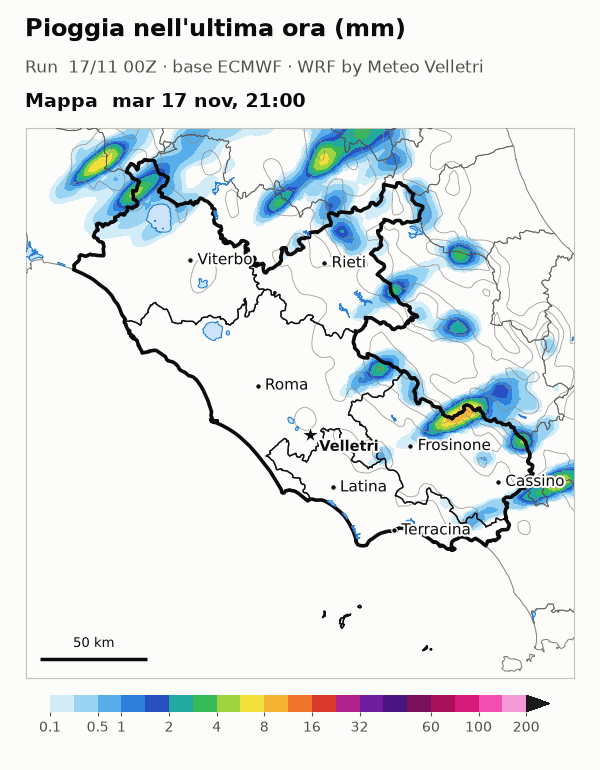 Pioggia nell'ultima ora (mm)
Run  17/11 00Z · base ECMWF · WRF by Meteo Velletri
Mappa  mar 17 nov, 21:00
Viterbo
Rieti
Roma
Velletri
Frosinone
Cassino
Latina
Terracina
50 km
0.1 0.5 1 2 4 8 16 32 60 100 200